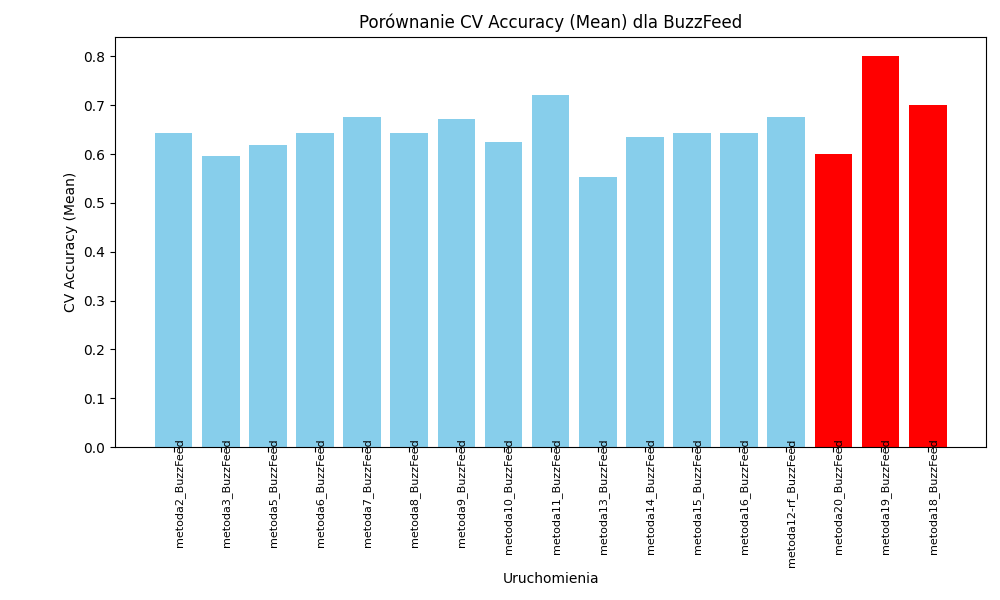 Porównanie CV Accuracy (Mean) dla BuzzFeed
CV Accuracy (Mean)
0.8
0.7
0.6
0.5
0.4
0.3
0.2
0.1
0.0
metoda2_BuzzFeed
metoda3_BuzzFeed
metoda5_BuzzFeed
metoda6_BuzzFeed
metoda7_BuzzFeed
metoda8_BuzzFeed
metoda9_BuzzFeed
metoda10_BuzzFeed
metoda11_BuzzFeed
metoda13_BuzzFeed
metoda14_BuzzFeed
metoda15_BuzzFeed
metoda16_BuzzFeed
metoda12-rf_BuzzFeed
metoda20_BuzzFeed
metoda19_BuzzFeed
metoda18_BuzzFeed
Uruchomienia